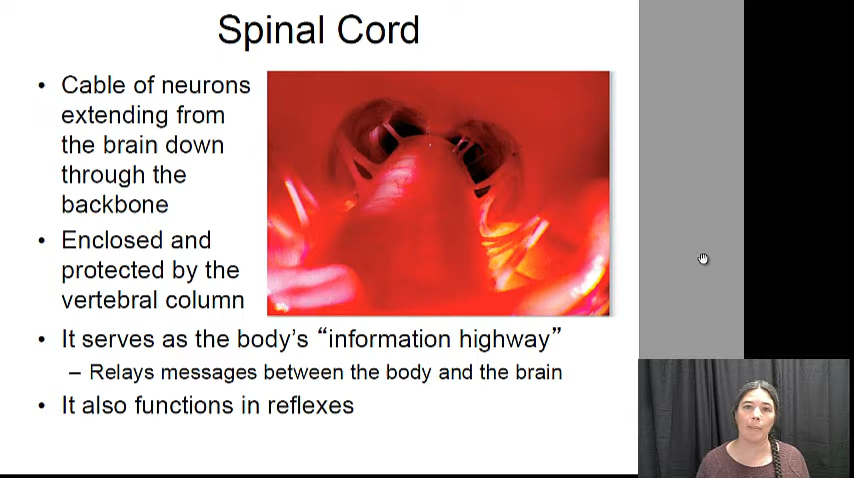 Spinal Cord
• Cable of neurons
extending from
the brain down
through the
backbone
• Enclosed and
protected by the
vertebral column
• It serves as the body’s “information highway”
– Relays messages between the body and the brain
• It also functions in reflexes